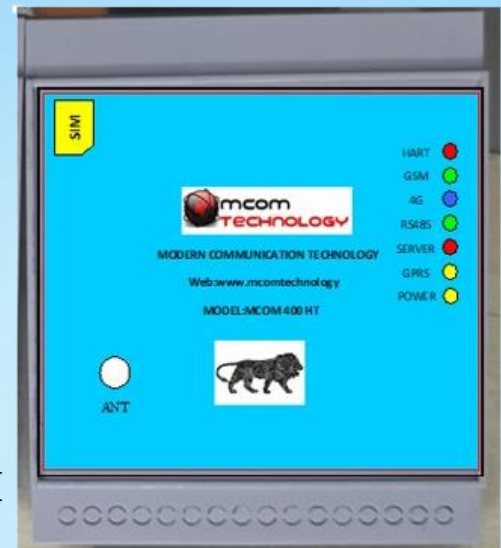 SIM
HART
GSM
4G
RS485
SERVER
GPRS
POWER
mcom
TECHNOLOGY
MODERN COMMUNICATION TECHNOLOGY
Web:www.mcomtechnology
MODEL:MCOM 400 HT
ANT